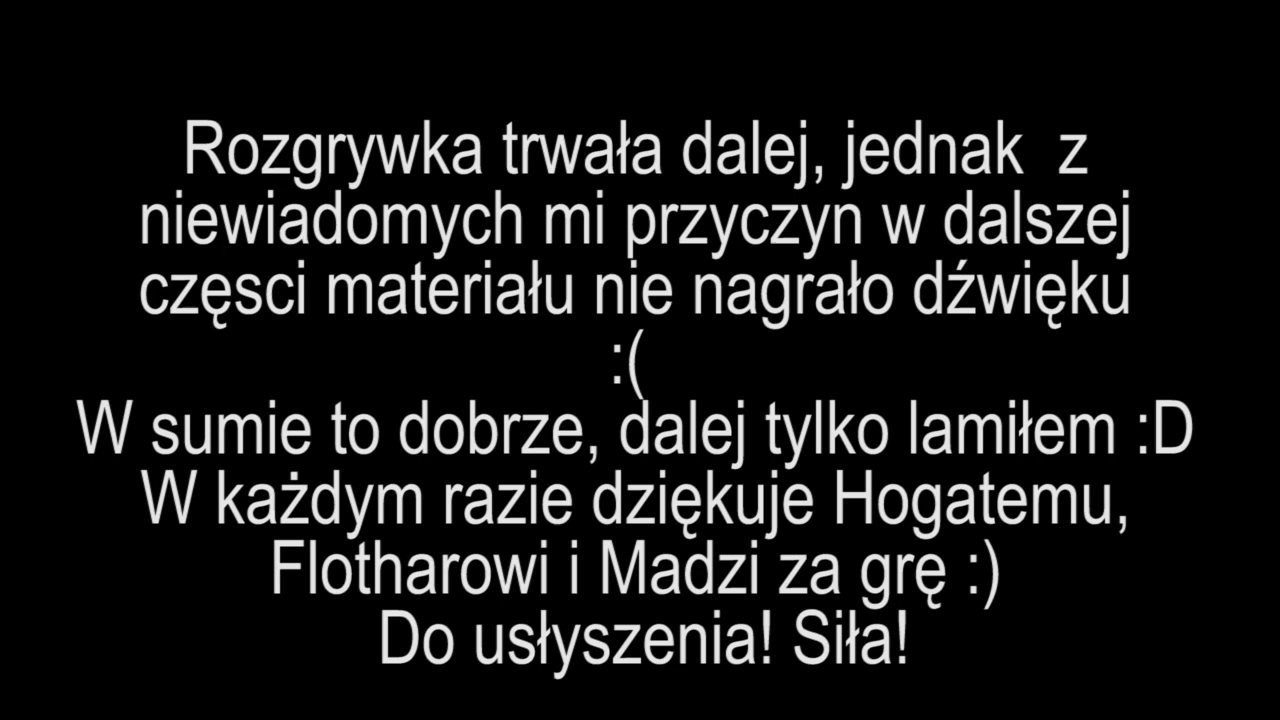 Rozgrywka trwała dalej, jednak  z
niewiadomych mi przyczyn w dalszej
częsci materiału nie nagrało dźwięku
:(
W sumie to dobrze, dalej tylko lamiłem :D
W każdym razie dziękuje Hogatemu,
Flotharowi i Madzi za grę :)
Do usłyszenia! Siła!